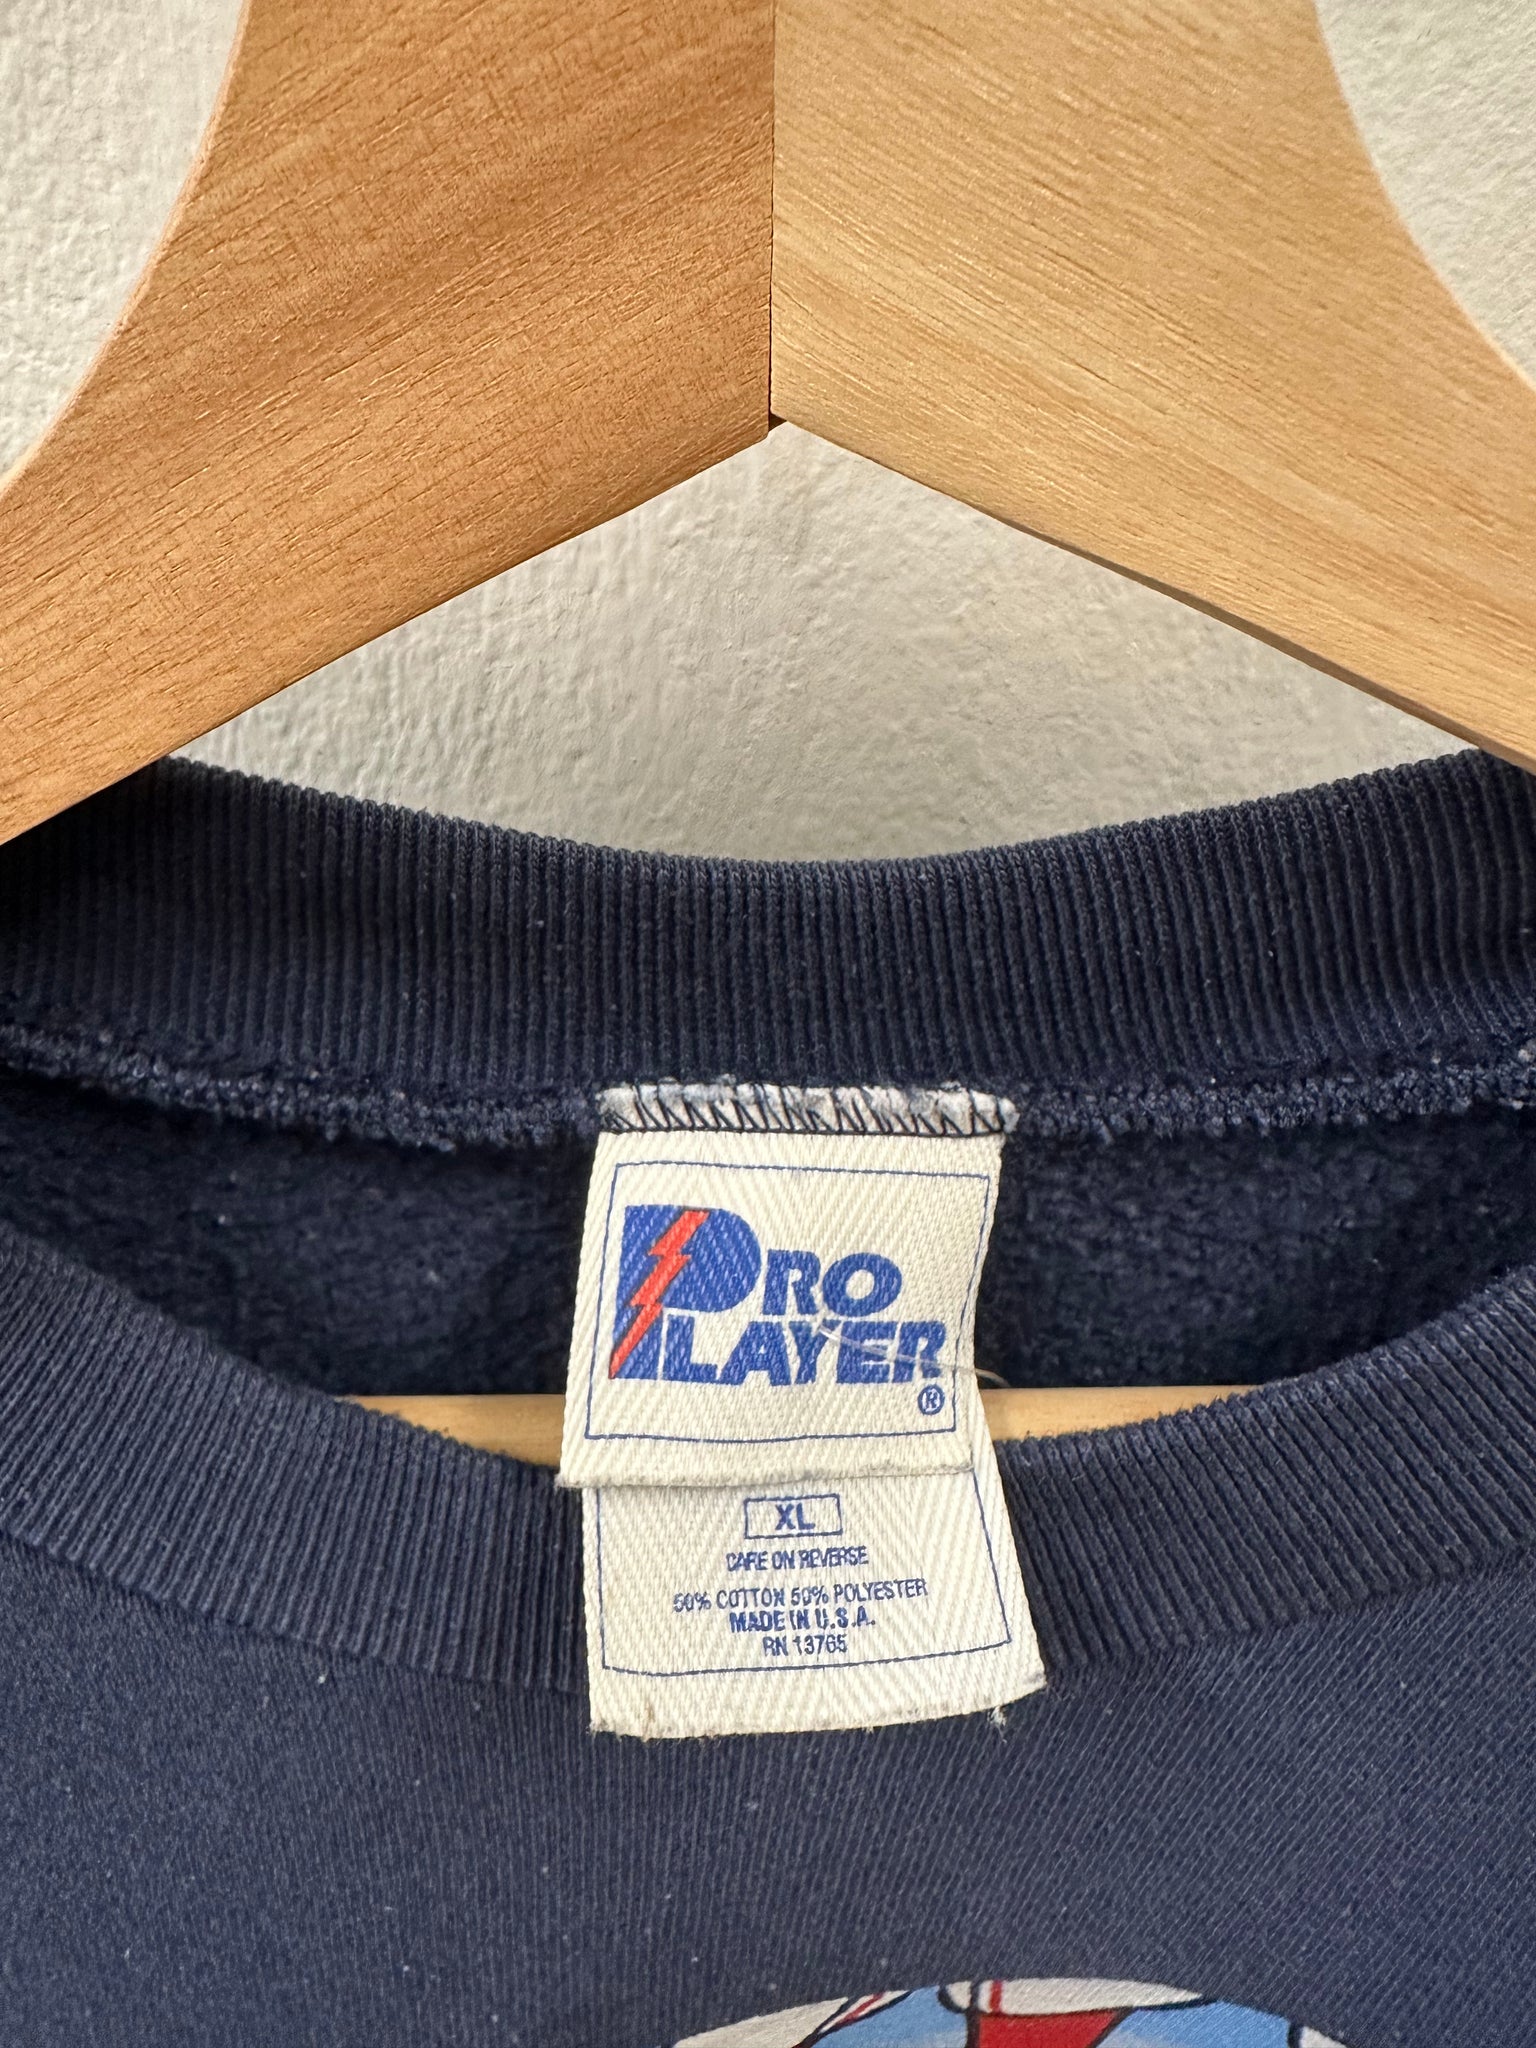 PRO
PLAYER®
XL
CARE ON REVERSE
50% COTTON 50% POLYESTER
MADE IN U.S.A.
RN 13765